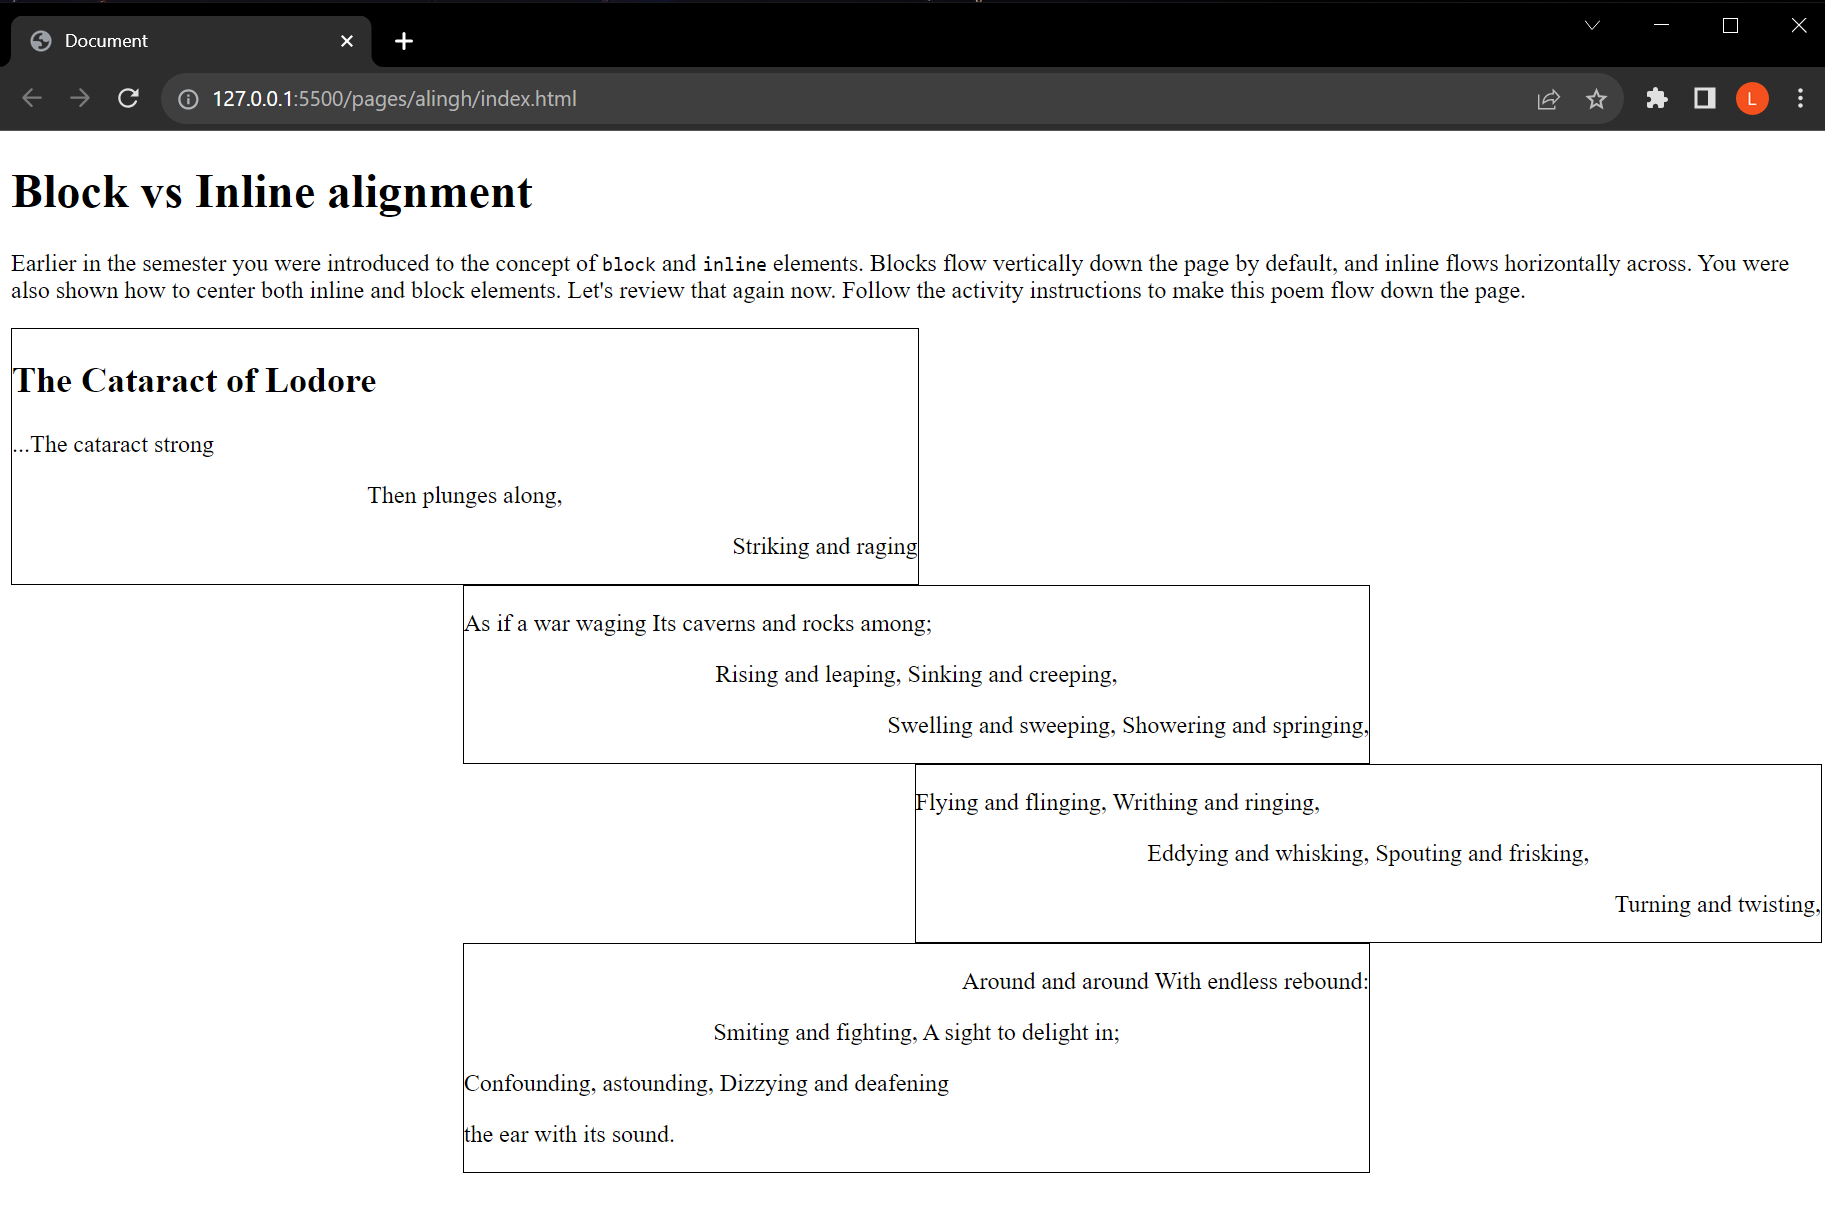 Document
127.0.0.1:5500/pages/alingh/index.html
L
Block vs Inline alignment
Earlier in the semester you were introduced to the concept of block and inline elements. Blocks flow vertically down the page by default, and inline flows horizontally across. You were
also shown how to center both inline and block elements. Let's review that again now. Follow the activity instructions to make this poem flow down the page.
The Cataract of Lodore
...The cataract strong
Then plunges along,
Striking and raging
As if a war waging Its caverns and rocks among;
Rising and leaping, Sinking and creeping,
Swelling and sweeping, Showering and springing,
Flying and flinging, Writhing and ringing,
Eddying and whisking, Spouting and frisking,
Turning and twisting,
Around and around With endless rebound:
Smiting and fighting, A sight to delight in;
Confounding, astounding, Dizzying and deafening
the ear with its sound.